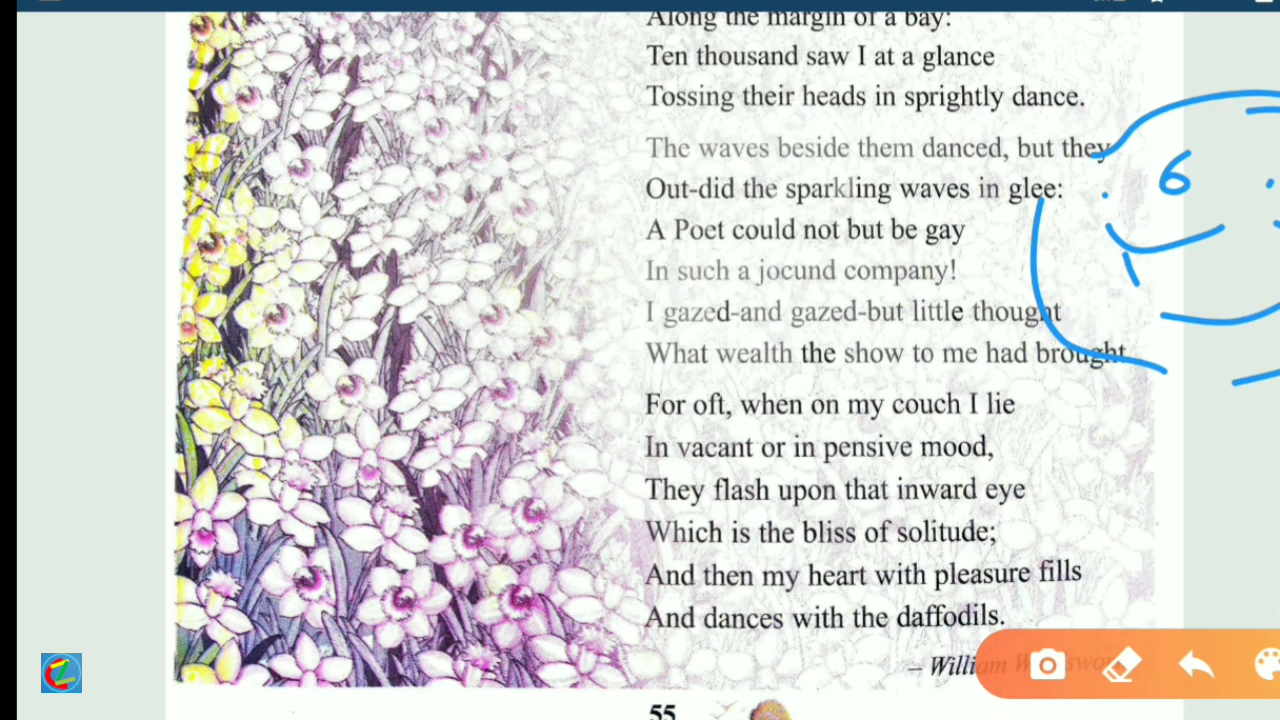 Along the margin of a bay:
Ten thousand saw I at a glance
Tossing their heads in sprightly dance.
The waves beside them danced, but they
Out-did the sparkling waves in glee:
A Poet could not but be gay
In such a jocund company!
I gazed-and gazed-but little thought
What wealth the show to me had brought
For oft, when on my couch I lie
In vacant or in pensive mood,
They flash upon that inward eye
Which is the bliss of solitude;
And then my heart with pleasure fills
And dances with the daffodils.
– William
55
6